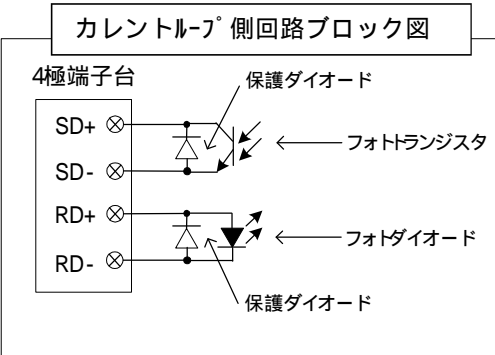 カレントループ側回路ブロック図
4極端子台
保護ダイオード
SD+
フォトトランジスタ
SD-
RD+
フォトダイオード
RD-
保護ダイオード